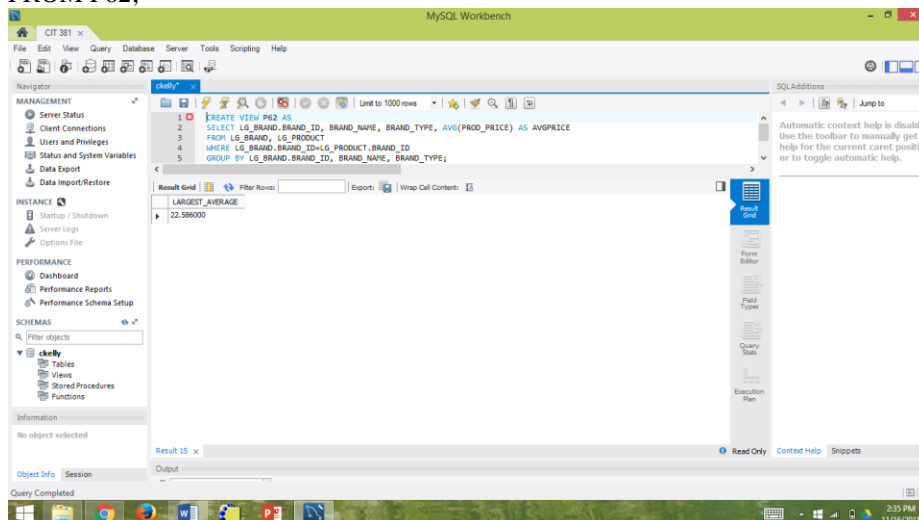 FROM P62;
MySQL Workbench
CIT 381 ×
File Edit View Query Database Server Tools Scripting Help
Navigator
MANAGEMENT
Server Status
Client Connections
Users and Privileges
Status and System Variables
Data Export
Data Import/Restore
INSTANCE
Startup / Shutdown
Server Logs
Options File
PERFORMANCE
Dashboard
Performance Reports
Performance Schema Setup
SCHEMAS
Filter objects
ckelly
Tables
Views
Stored Procedures
Functions
Information
No object selected
Object Info Session
Query Completed
ckelly* ×
Limit to 1000 rows
1 CREATE VIEW P62 AS
2 SELECT LG_BRAND.BRAND_ID, BRAND_NAME, BRAND_TYPE, AVG(PROD_PRICE) AS AVGPRICE
3 FROM LG_BRAND, LG_PRODUCT
4 WHERE LG_BRAND.BRAND_ID=LG_PRODUCT.BRAND_ID
5 GROUP BY LG_BRAND.BRAND_ID, BRAND_NAME, BRAND_TYPE;
Result Grid Filter Rows: Export: Wrap Cell Content:
LARGEST_AVERAGE
22.586000
Result Grid
Form Editor
Field Types
Query Stats
Execution Plan
Result 15 ×
Read Only
Output
SQLAdditions
Jump to
Automatic context help is disabl
Use the toolbar to manually get
help for the current caret positi
or to toggle automatic help.
Context Help Snippets
2:35 PM